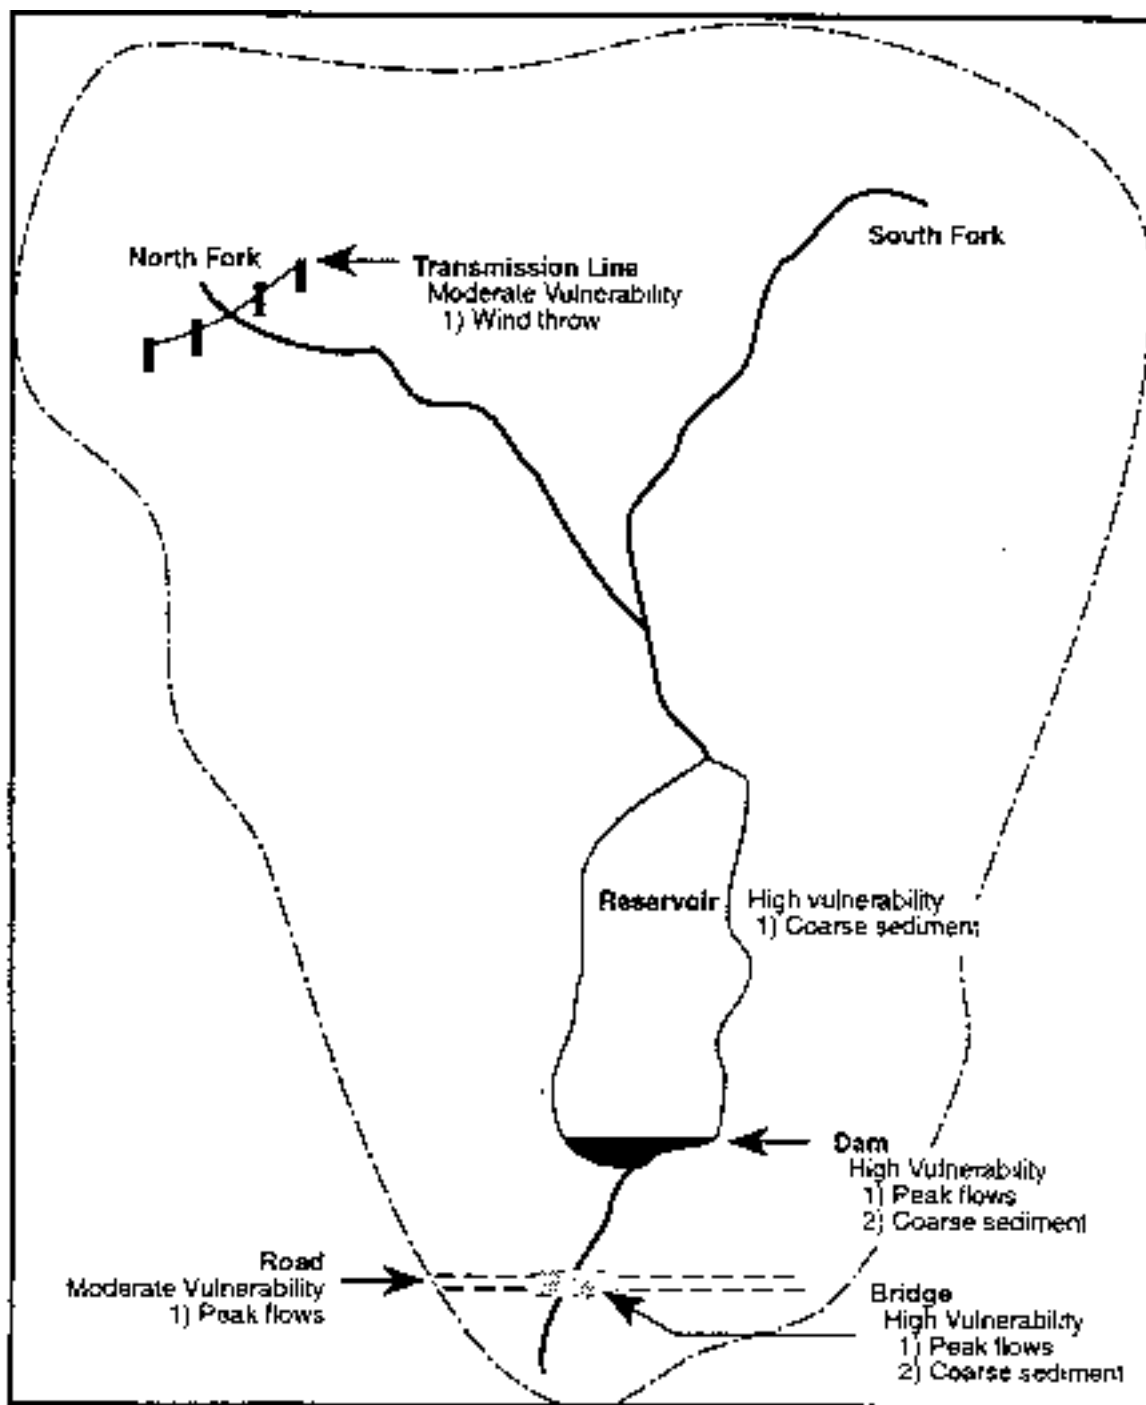 South Fork
North Fork
Transmission Line
Moderate Vulnerability
1) Wind throw
Reservoir
High vulnerability
1) Coarse sediment
Dam
High Vulnerability
1) Peak flows
2) Coarse sediment
Road
Moderate Vulnerability
1) Peak flows
Bridge
High Vulnerability
1) Peak flows
2) Coarse sediment